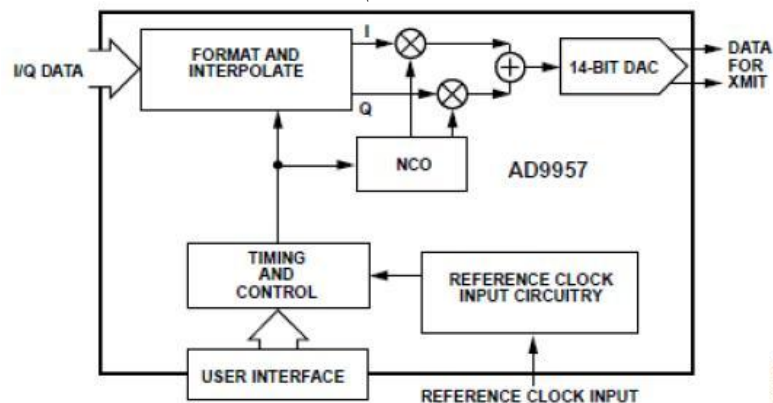 I/Q DATA
FORMAT AND
INTERPOLATE
I
Q
14-BIT DAC
DATA
FOR
XMIT
NCO
AD9957
TIMING
AND
CONTROL
REFERENCE CLOCK
INPUT CIRCUITRY
USER INTERFACE
REFERENCE CLOCK INPUT